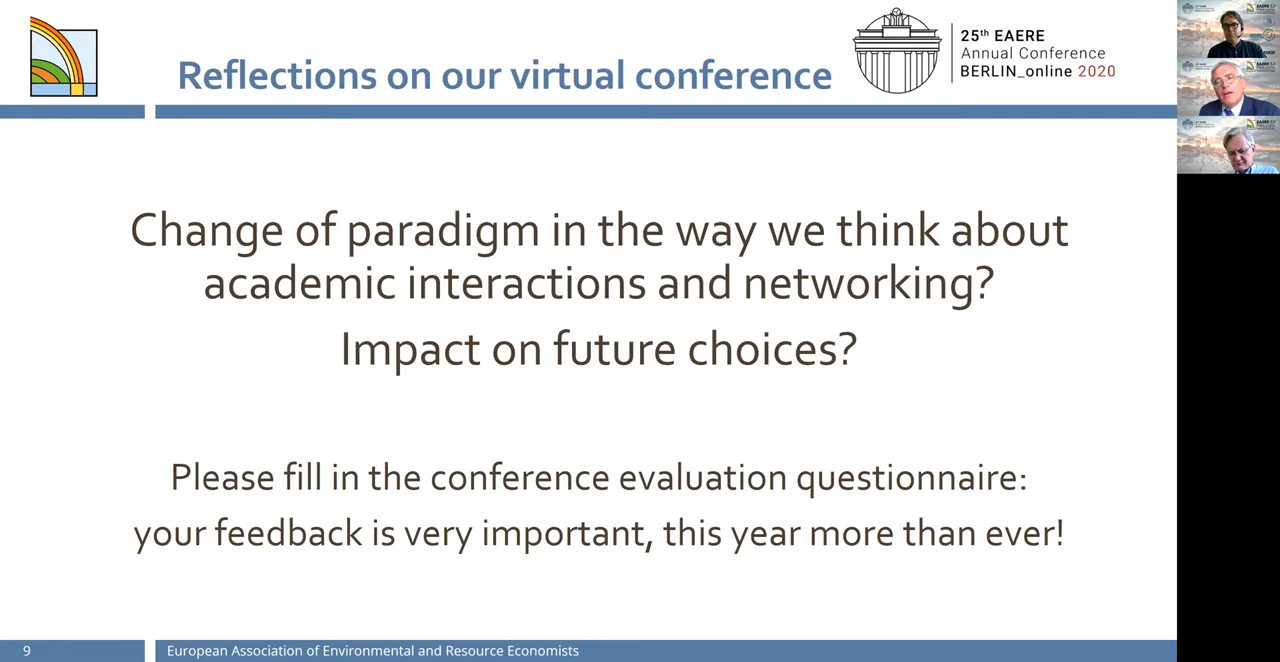 Reflections on our virtual conference
25th EAERE
Annual Conference
BERLIN_online 2020
Change of paradigm in the way we think about
academic interactions and networking?
Impact on future choices?
Please fill in the conference evaluation questionnaire:
your feedback is very important, this year more than ever!
9
European Association of Environmental and Resource Economists